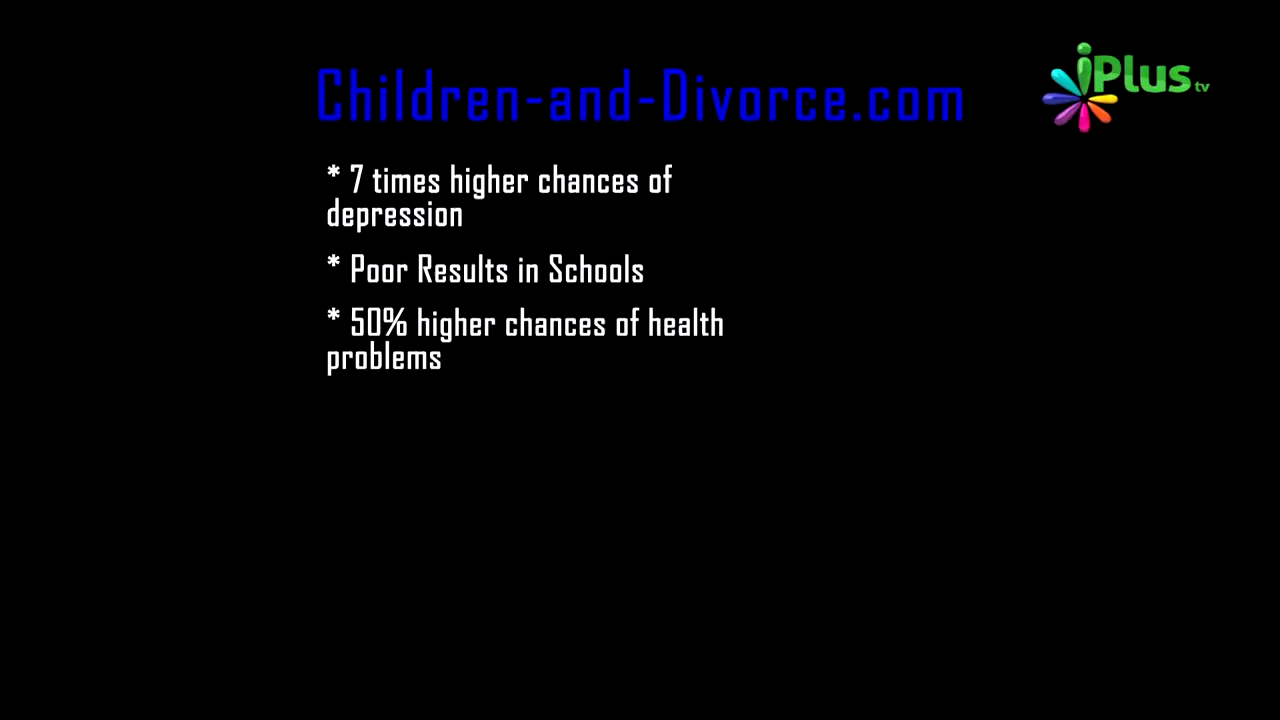 Children-and-Divorce.com
iPlus tv
* 7 times higher chances of
depression
* Poor Results in Schools
* 50% higher chances of health
problems